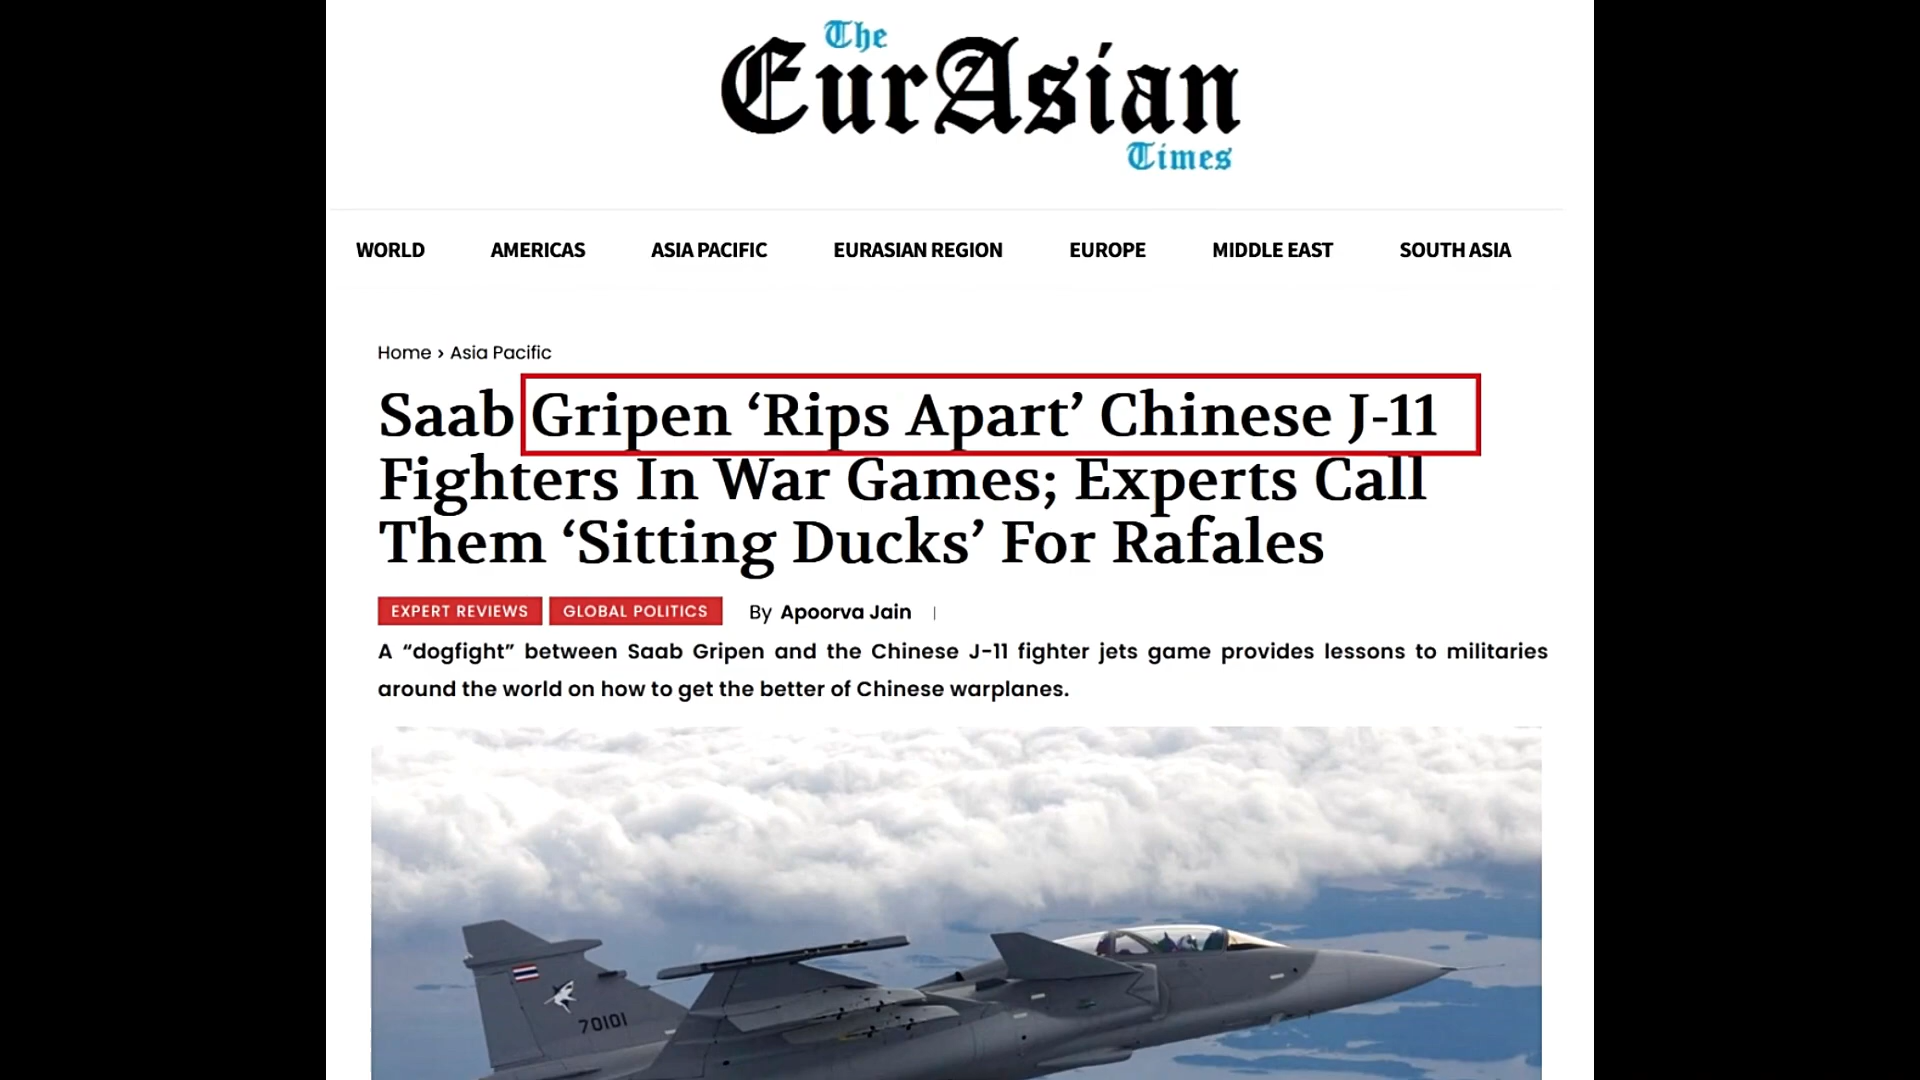 The
EurAsian
Times
WORLD AMERICAS ASIA PACIFIC EURASIAN REGION EUROPE MIDDLE EAST SOUTH ASIA
Home › Asia Pacific
Saab Gripen ‘Rips Apart’ Chinese J-11
Fighters In War Games; Experts Call
Them ‘Sitting Ducks’ For Rafales
EXPERT REVIEWS GLOBAL POLITICS By Apoorva Jain |
A “dogfight” between Saab Gripen and the Chinese J-11 fighter jets game provides lessons to militaries
around the world on how to get the better of Chinese warplanes.
70101